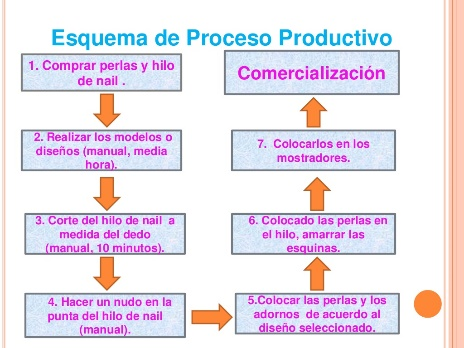 Esquema de Proceso Productivo
1. Comprar perlas y hilo
de nail .
2. Realizar los modelos o
diseños (manual, media
hora).
3. Corte del hilo de nail a
medida del dedo
(manual, 10 minutos).
4. Hacer un nudo en la
punta del hilo de nail
(manual).
5.Colocar las perlas y los
adornos de acuerdo al
diseño seleccionado.
6. Colocado las perlas en
el hilo, amarrar las
esquinas.
7. Colocarlos en los
mostradores.
Comercialización